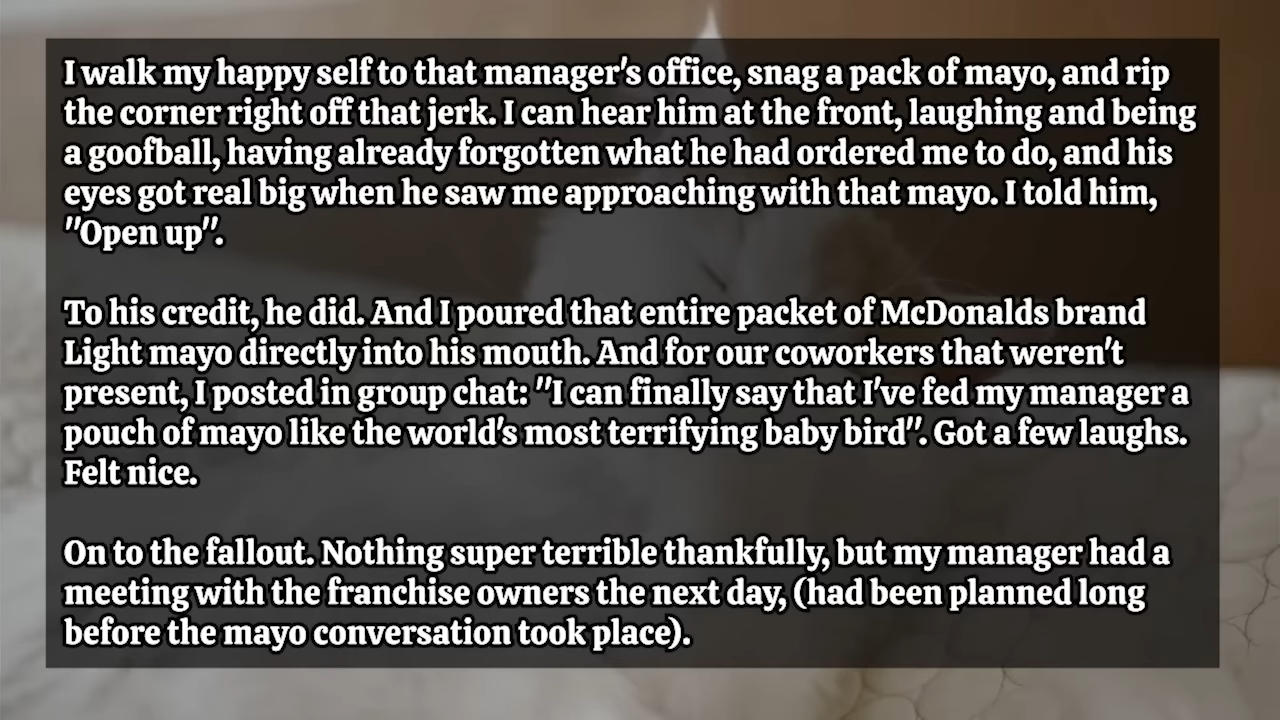 I walk my happy self to that manager's office, snag a pack of mayo, and rip
the corner right off that jerk. I can hear him at the front, laughing and being
a goofball, having already forgotten what he had ordered me to do, and his
eyes got real big when he saw me approaching with that mayo. I told him,
"Open up".
To his credit, he did. And I poured that entire packet of McDonalds brand
Light mayo directly into his mouth. And for our coworkers that weren't
present, I posted in group chat: "I can finally say that I've fed my manager a
pouch of mayo like the world's most terrifying baby bird". Got a few laughs.
Felt nice.
On to the fallout. Nothing super terrible thankfully, but my manager had a
meeting with the franchise owners the next day, (had been planned long
before the mayo conversation took place).